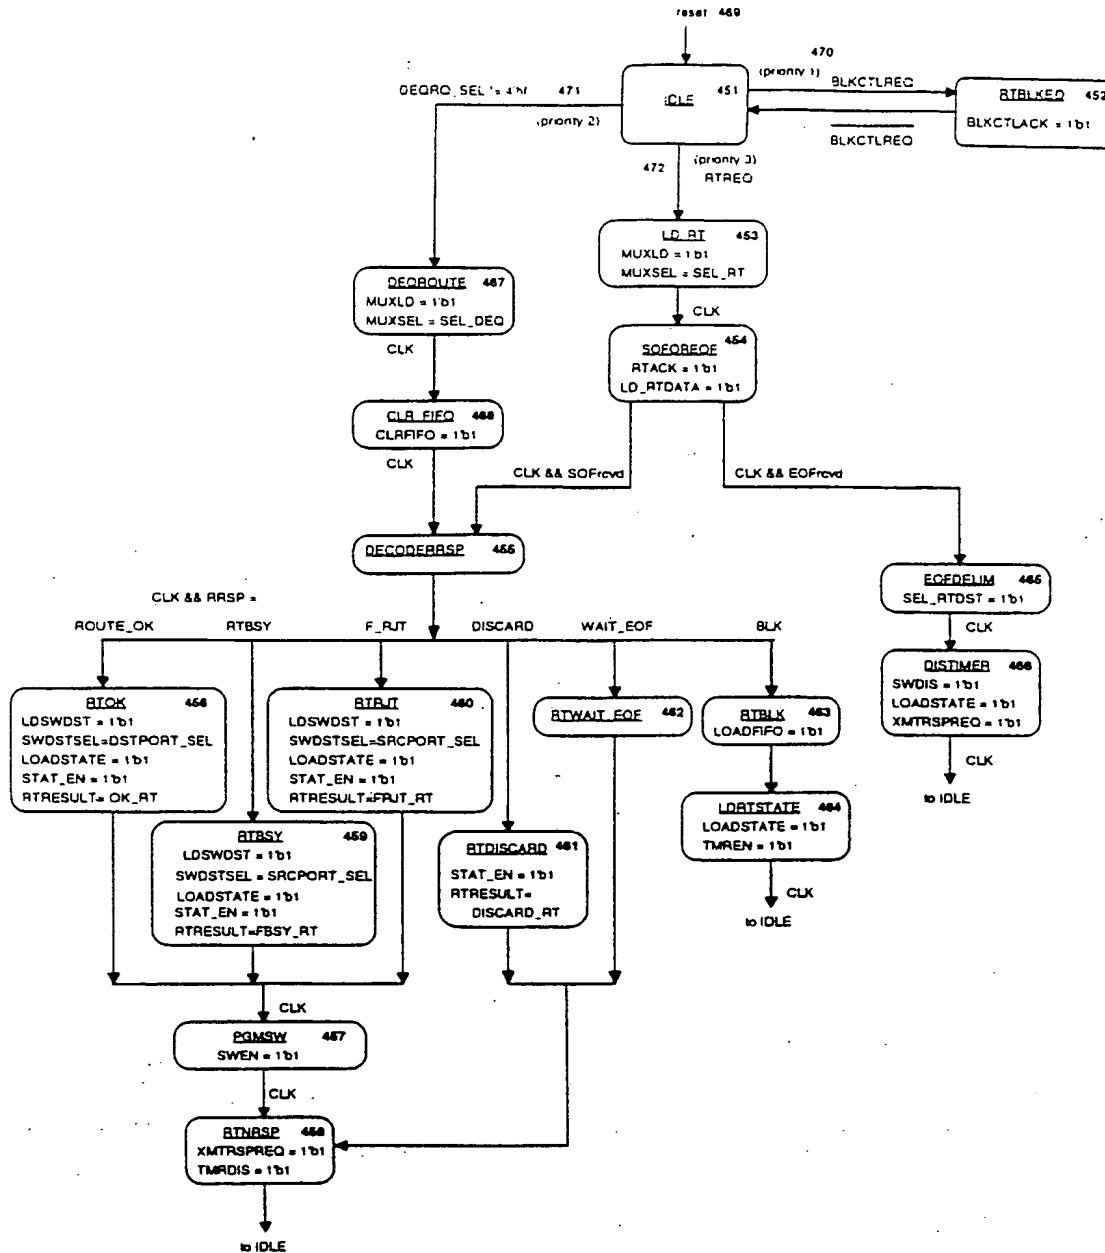 reset 469
470
(priority 1)
BLKCTLREQ
DEQRQ_SEL != 4'hf 471
(priority 2)
IDLE 451
RTBLKEQ 452
BLKCTLACK = 1'b1
BLKCTLREQ
472
(priority 3)
RTREQ
LD_RT 453
MUXLD = 1'b1
MUXSEL = SEL_RT
DEQROUTE 467
MUXLD = 1'b1
MUXSEL = SEL_DEQ
CLK
CLK
SOFOREOF 454
RTACK = 1'b1
LD_RTDATA = 1'b1
CLR_FIFO 468
CLRFIFO = 1'b1
CLK
CLK && SOFrcvd
CLK && EOFrcvd
DECODERRSP 455
EOFDELIM 465
SEL_RTDST = 1'b1
CLK && RRSP =
ROUTE_OK RTBSY F_RJT DISCARD WAIT_EOF BLK
CLK
DISTIMER 466
SWDIS = 1'b1
LOADSTATE = 1'b1
XMTRSPREQ = 1'b1
CLK
to IDLE
RTOK 456
LDSWDST = 1'b1
SWDSTSEL=DSTPORT_SEL
LOADSTATE = 1'b1
STAT_EN = 1'b1
RTRESULT= OK_RT
RTRJT 460
LDSWDST = 1'b1
SWDSTSEL=SRCPORT_SEL
LOADSTATE = 1'b1
STAT_EN = 1'b1
RTRESULT=FRJT_RT
RTWAIT_EOF 462
RTBLK 463
LOADFIFO = 1'b1
LDRTSTATE 464
LOADSTATE = 1'b1
TMREN = 1'b1
CLK
to IDLE
RTBSY 459
LDSWDST = 1'b1
SWDSTSEL = SRCPORT_SEL
LOADSTATE = 1'b1
STAT_EN = 1'b1
RTRESULT=FBSY_RT
RTDISCARD 461
STAT_EN = 1'b1
RTRESULT=
DISCARD_RT
CLK
PGMSW 457
SWEN = 1'b1
CLK
RTNRSP 458
XMTRSPREQ = 1'b1
TMRDIS = 1'b1
to IDLE